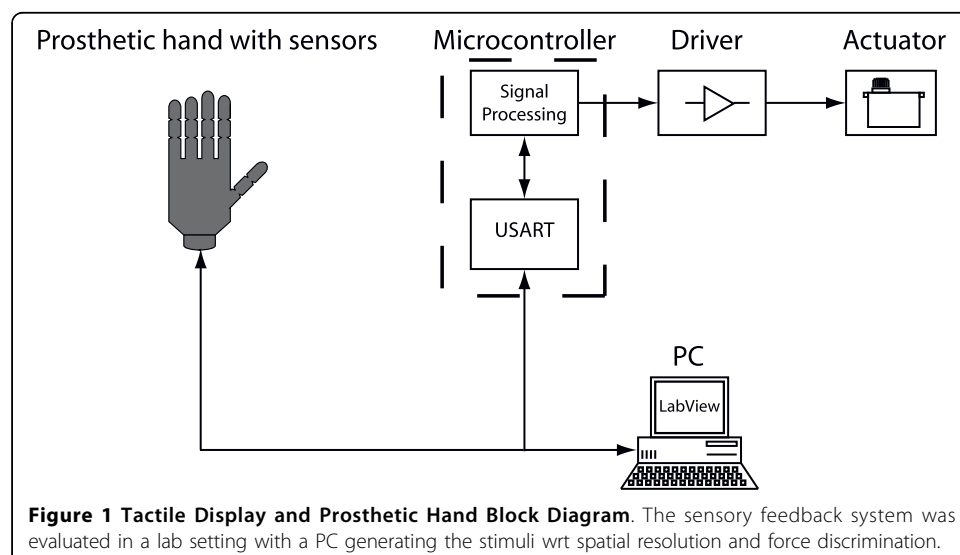 Prosthetic hand with sensors
Microcontroller
Driver
Actuator
Signal
Processing
USART
PC
LabView
Figure 1 Tactile Display and Prosthetic Hand Block Diagram. The sensory feedback system was
evaluated in a lab setting with a PC generating the stimuli wrt spatial resolution and force discrimination.